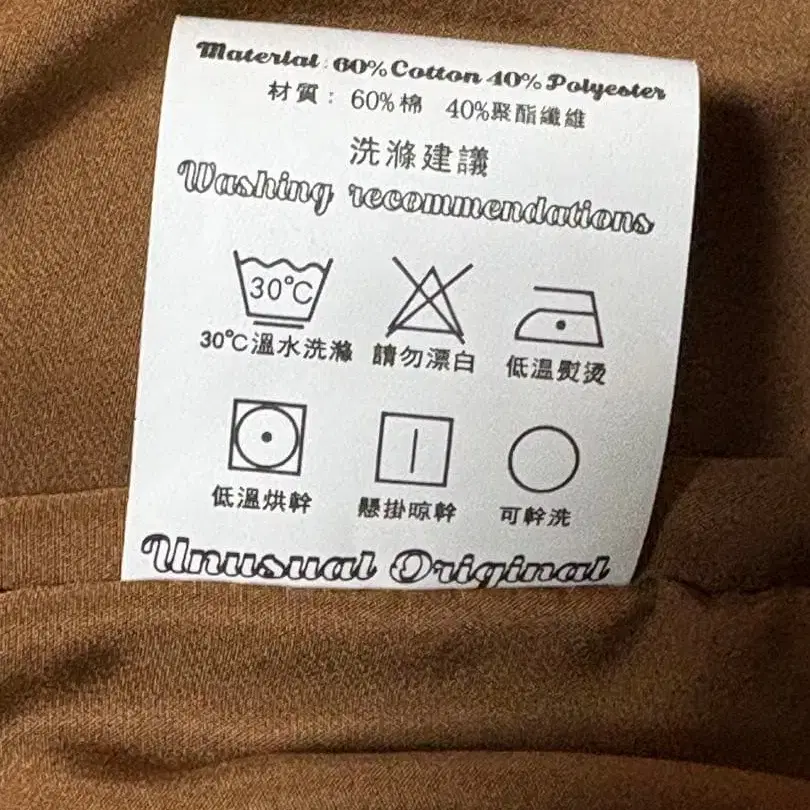 Material: 60% Cotton 40% Polyester
材質：60%棉 40%聚酯纖維
洗滌建議
Washing recommendations
30℃
30℃溫水洗滌 請勿漂白 低溫熨烫
低溫烘幹 懸掛晾幹 可幹洗
Unusual Original